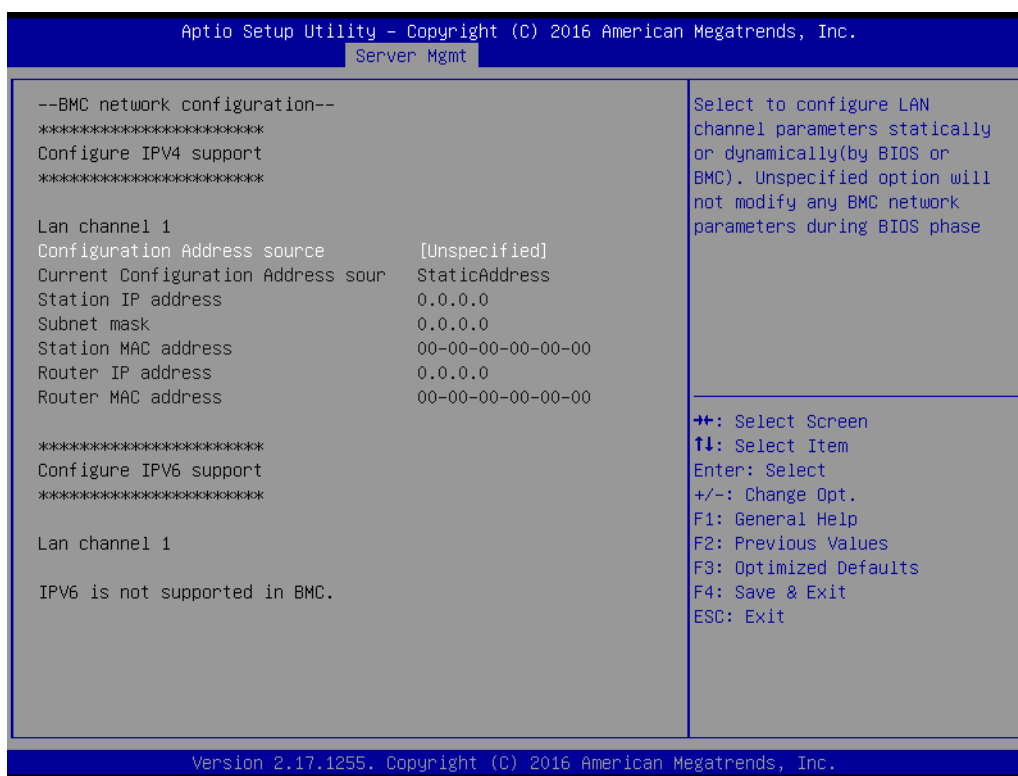 Aptio Setup Utility – Copyright (C) 2016 American Megatrends, Inc.
Server Mgmt
--BMC network configuration--
**********************
Configure IPV4 support
**********************
Lan channel 1
Configuration Address source [Unspecified]
Current Configuration Address sour StaticAddress
Station IP address 0.0.0.0
Subnet mask 0.0.0.0
Station MAC address 00-00-00-00-00-00
Router IP address 0.0.0.0
Router MAC address 00-00-00-00-00-00
**********************
Configure IPV6 support
**********************
Lan channel 1
IPV6 is not supported in BMC.
Select to configure LAN
channel parameters statically
or dynamically(by BIOS or
BMC). Unspecified option will
not modify any BMC network
parameters during BIOS phase
→←: Select Screen
↑↓: Select Item
Enter: Select
+/-: Change Opt.
F1: General Help
F2: Previous Values
F3: Optimized Defaults
F4: Save & Exit
ESC: Exit
Version 2.17.1255. Copyright (C) 2016 American Megatrends, Inc.